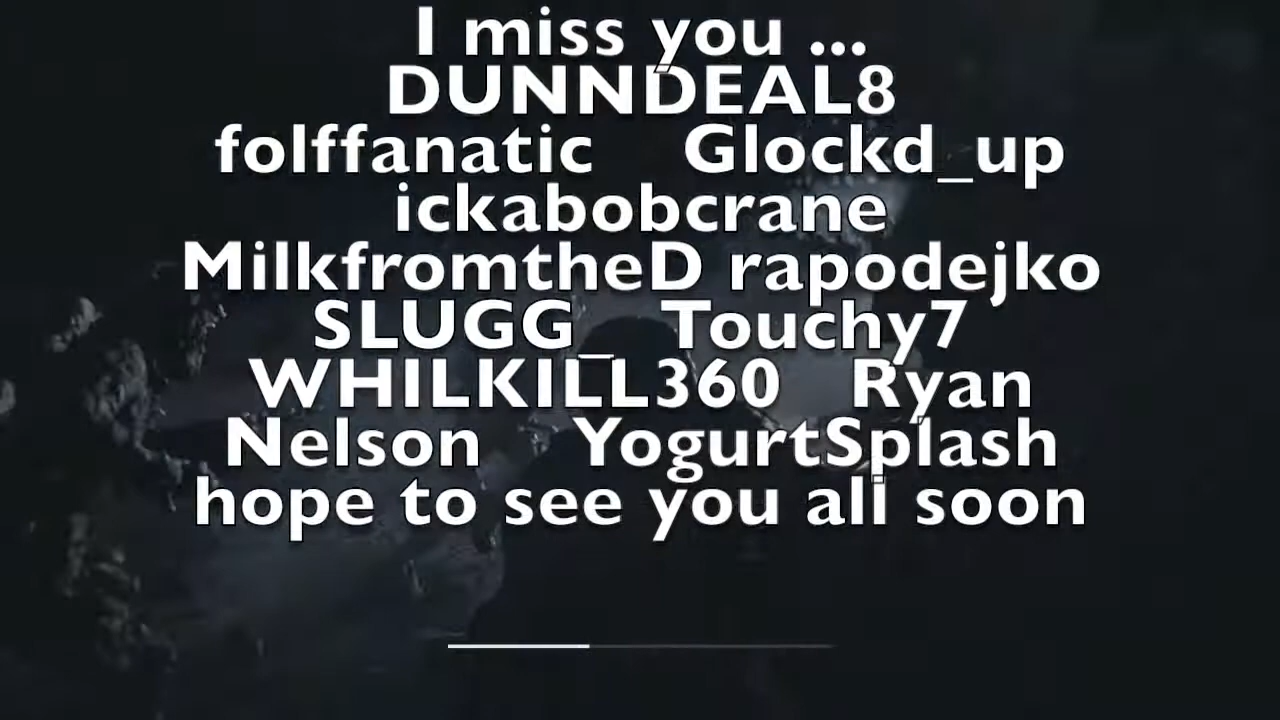 I miss you ...
DUNNDEAL8
folffanatic Glockd_up
ickabobcrane
MilkfromtheD rapodejko
SLUGG_ Touchy7
WHILKILL360 Ryan
Nelson YogurtSplash
hope to see you all soon